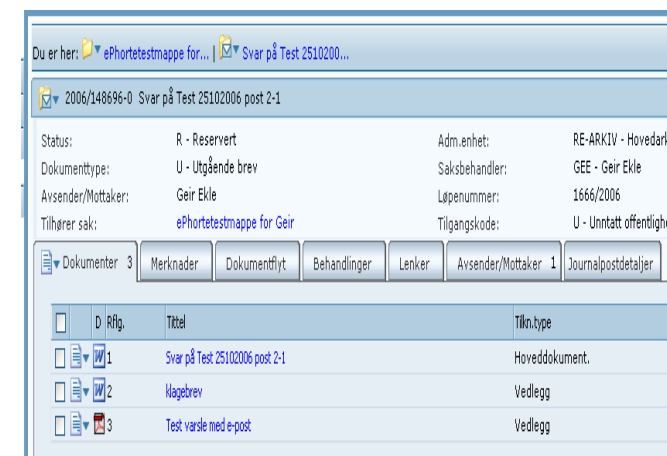 Du er her: ePhortetestmappe for... | Svar på Test 2510200...
2006/148696-0 Svar på Test 25102006 post 2-1
Status: R - Reservert Adm.enhet: RE-ARKIV - Hovedark
Dokumenttype: U - Utgående brev Saksbehandler: GEE - Geir Ekle
Avsender/Mottaker: Geir Ekle Løpenummer: 1666/2006
Tilhører sak: ePhortetestmappe for Geir Tilgangskode: U - Unntatt offentlighe
Dokumenter 3 Merknader Dokumentflyt Behandlinger Lenker Avsender/Mottaker 1 Journalpostdetaljer
D Rflg. Tittel Tilkn.type
1 Svar på Test 25102006 post 2-1 Hoveddokument.
2 klagebrev Vedlegg
3 Test varsle med e-post Vedlegg